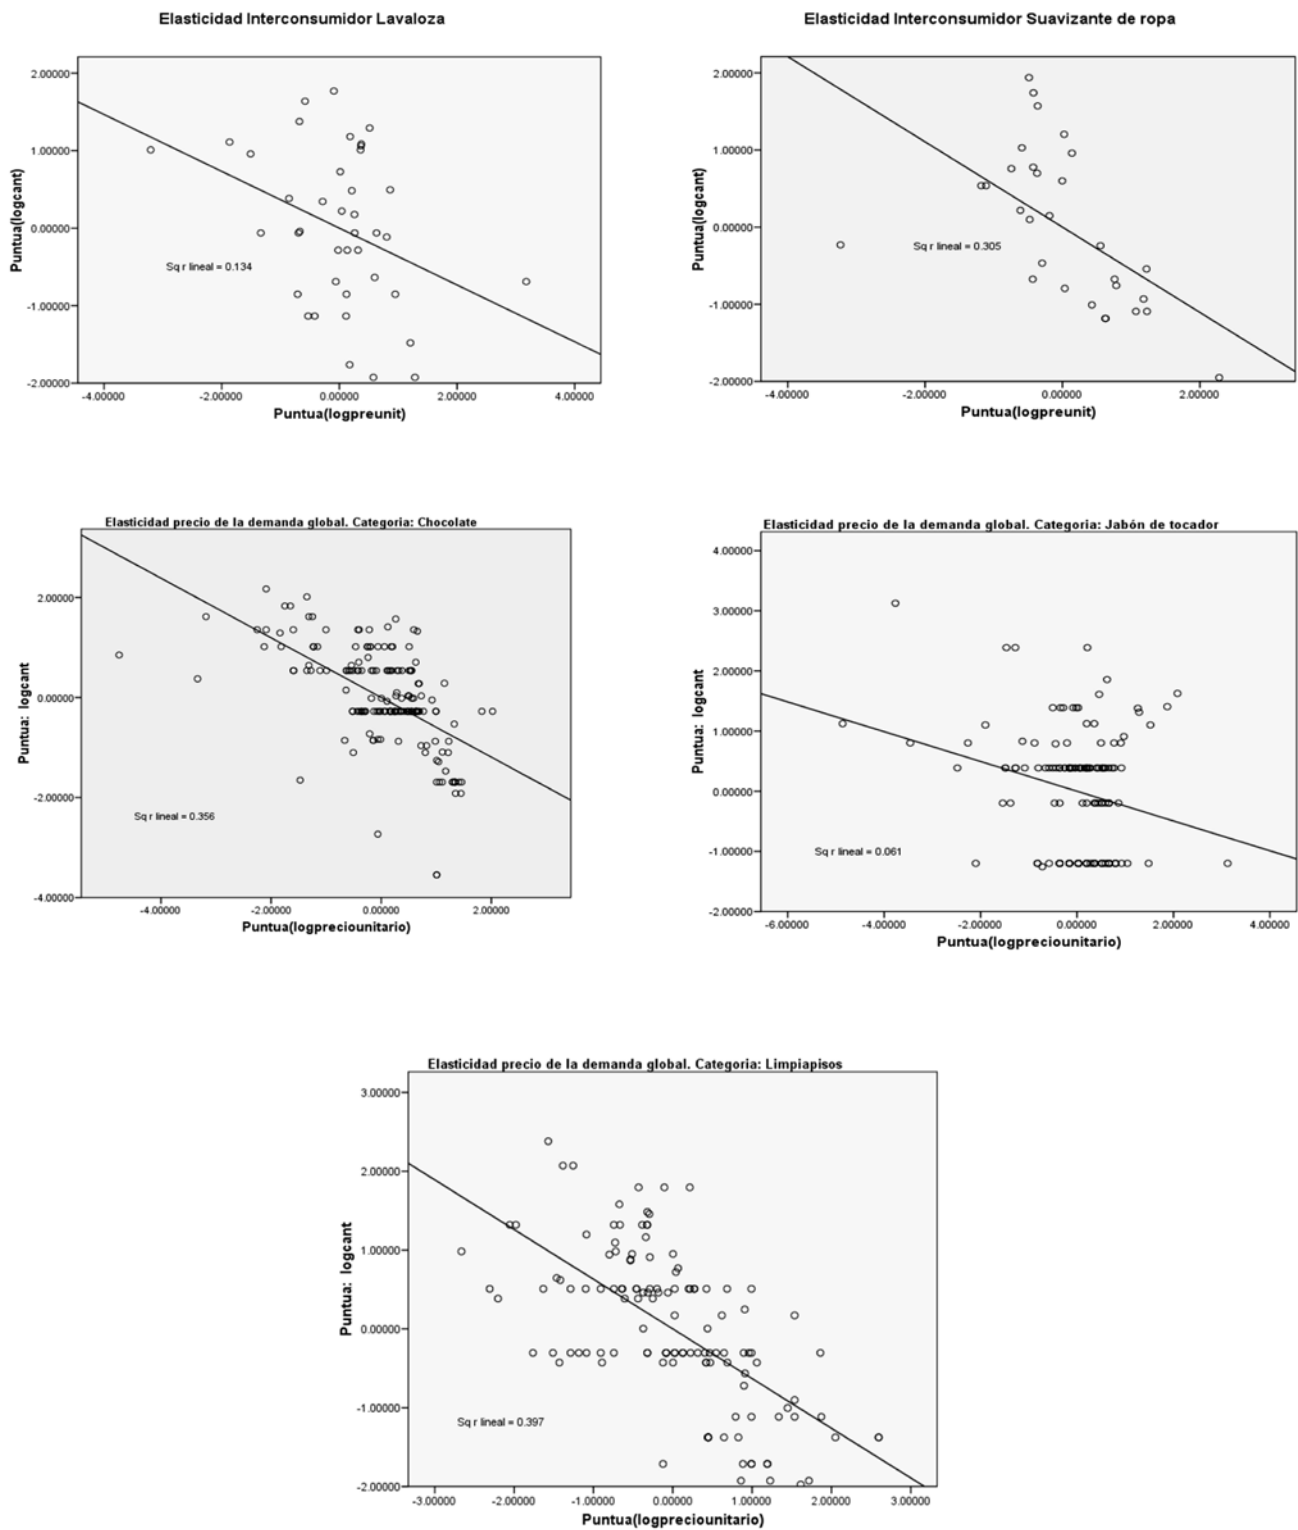 Elasticidad Interconsumidor Lavaloza
2.00000
1.00000
0.00000
-1.00000
-2.00000
Puntua(logcant)
Sq r lineal = 0.134
-4.00000 -2.00000 0.00000 2.00000 4.00000
Puntua(logpreunit)
Elasticidad Interconsumidor Suavizante de ropa
2.00000
1.00000
0.00000
-1.00000
-2.00000
Puntua(logcant)
Sq r lineal = 0.305
-4.00000 -2.00000 0.00000 2.00000
Puntua(logpreunit)
Elasticidad precio de la demanda global. Categoria: Chocolate
2.00000
0.00000
-2.00000
-4.00000
Puntua: logcant
Sq r lineal = 0.356
-4.00000 -2.00000 0.00000 2.00000
Puntua(logpreciounitario)
Elasticidad precio de la demanda global. Categoria: Jabón de tocador
4.00000
3.00000
2.00000
1.00000
0.00000
-1.00000
-2.00000
Puntua: logcant
Sq r lineal = 0.061
-6.00000 -4.00000 -2.00000 0.00000 2.00000 4.00000
Puntua(logpreciounitario)
Elasticidad precio de la demanda global. Categoria: Limpiapisos
3.00000
2.00000
1.00000
0.00000
-1.00000
-2.00000
Puntua: logcant
Sq r lineal = 0.397
-3.00000 -2.00000 -1.00000 0.00000 1.00000 2.00000 3.00000
Puntua(logpreciounitario)